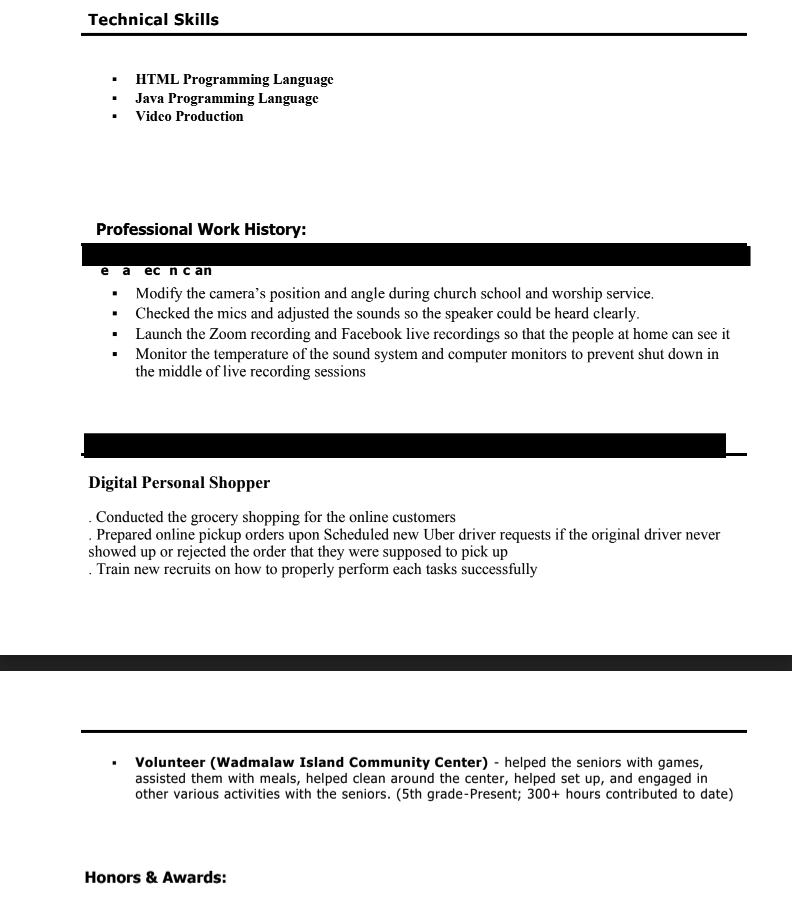 Technical Skills
▪ HTML Programming Language
▪ Java Programming Language
▪ Video Production
Professional Work History:
▪ Modify the camera's position and angle during church school and worship service.
▪ Checked the mics and adjusted the sounds so the speaker could be heard clearly.
▪ Launch the Zoom recording and Facebook live recordings so that the people at home can see it
▪ Monitor the temperature of the sound system and computer monitors to prevent shut down in
the middle of live recording sessions
Digital Personal Shopper
. Conducted the grocery shopping for the online customers
. Prepared online pickup orders upon Scheduled new Uber driver requests if the original driver never
showed up or rejected the order that they were supposed to pick up
. Train new recruits on how to properly perform each tasks successfully
▪ Volunteer (Wadmalaw Island Community Center) - helped the seniors with games,
assisted them with meals, helped clean around the center, helped set up, and engaged in
other various activities with the seniors. (5th grade-Present; 300+ hours contributed to date)
Honors & Awards: